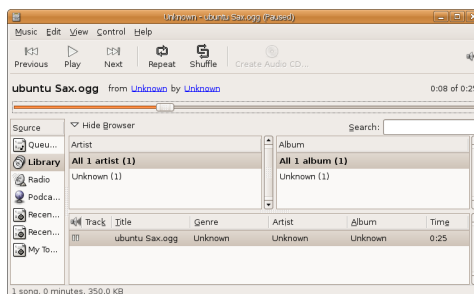 Unknown - ubuntu Sax.ogg (Paused)
Music Edit View Control Help
Previous Play Next Repeat Shuffle Create Audio CD...
ubuntu Sax.ogg from Unknown by Unknown 0:08 of 0:25
Source Hide Browser Search:
Queu... Artist Album
Library All 1 artist (1) All 1 album (1)
Radio Unknown (1) Unknown (1)
Podca...
Recen... Track Title Genre Artist Album Time
Recen... ubuntu Sax.ogg Unknown Unknown Unknown 0:25
My To...
1 song, 0 minutes, 350.0 KB